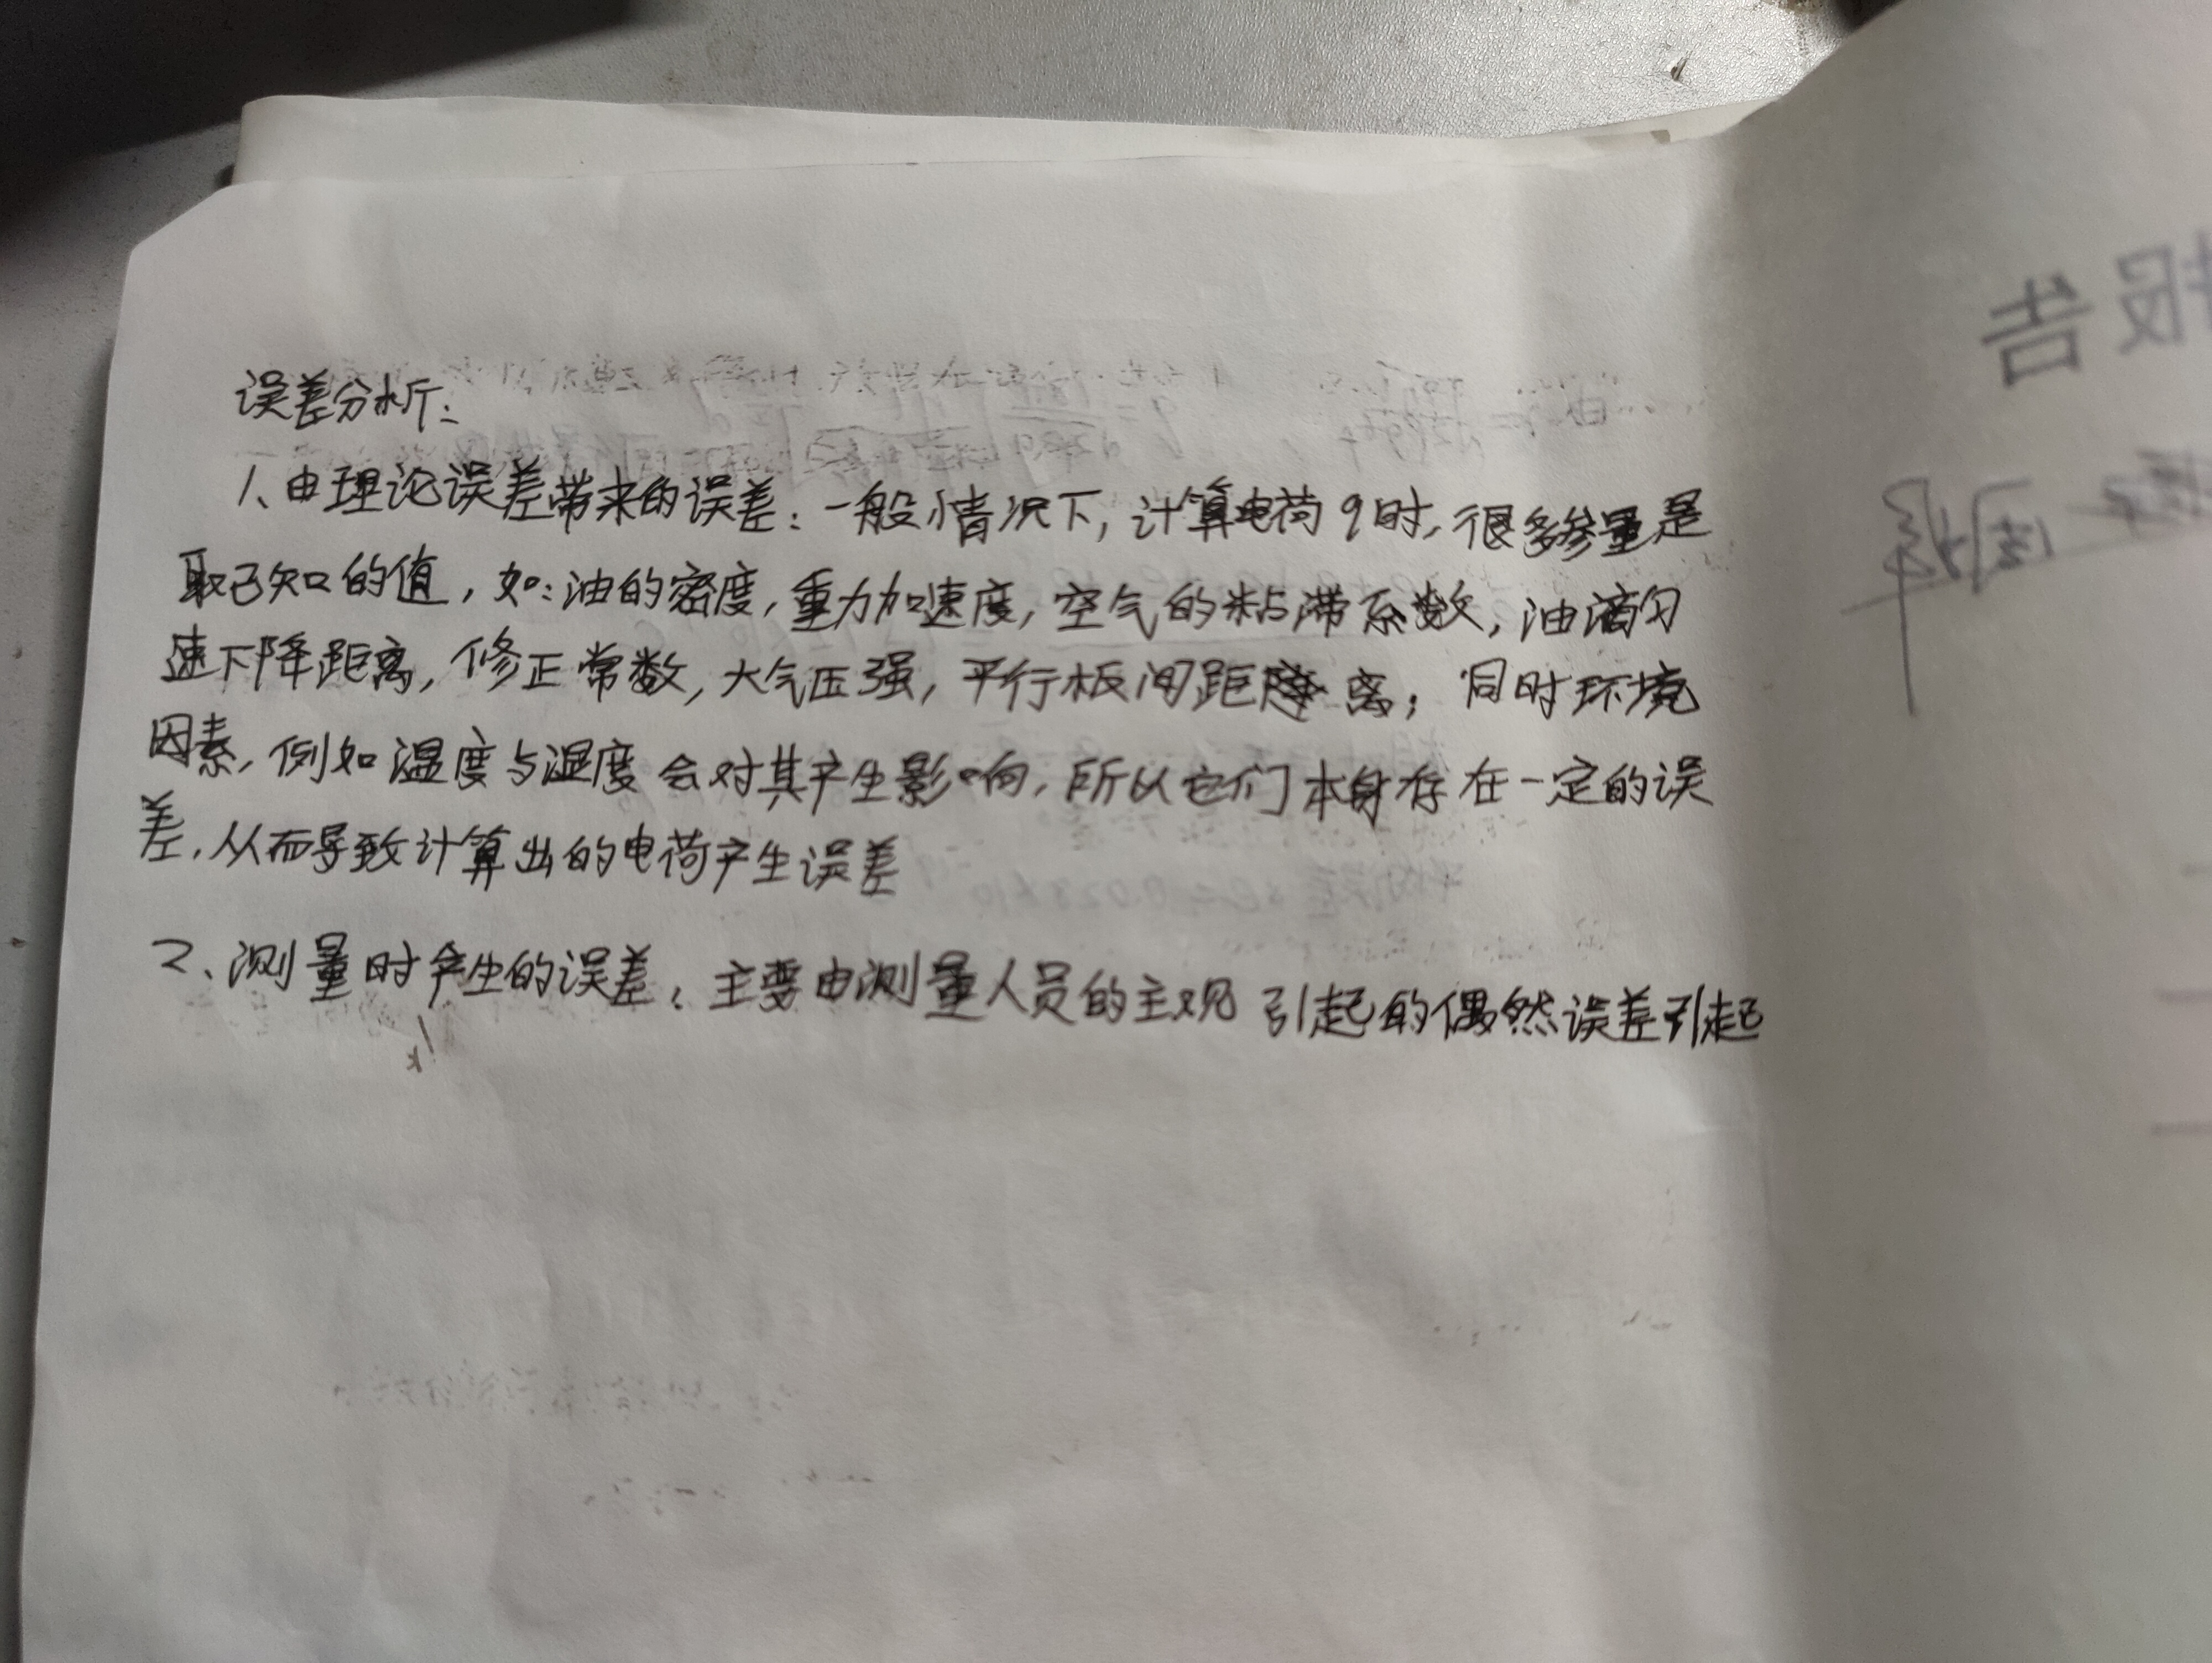 误差分析:
1、由理论误差带来的误差:一般情况下,计算电荷q时,很多参量是
取已知的值,如:油的密度,重力加速度,空气的粘滞系数,油滴匀
速下降距离,修正常数,大气压强,平行板间距离;同时环境
因素,例如温度与湿度会对其产生影响,所以它们本身存在一定的误
差,从而导致计算出的电荷产生误差
2、测量时产生的误差:主要由测量人员的主观引起的偶然误差引起
报告